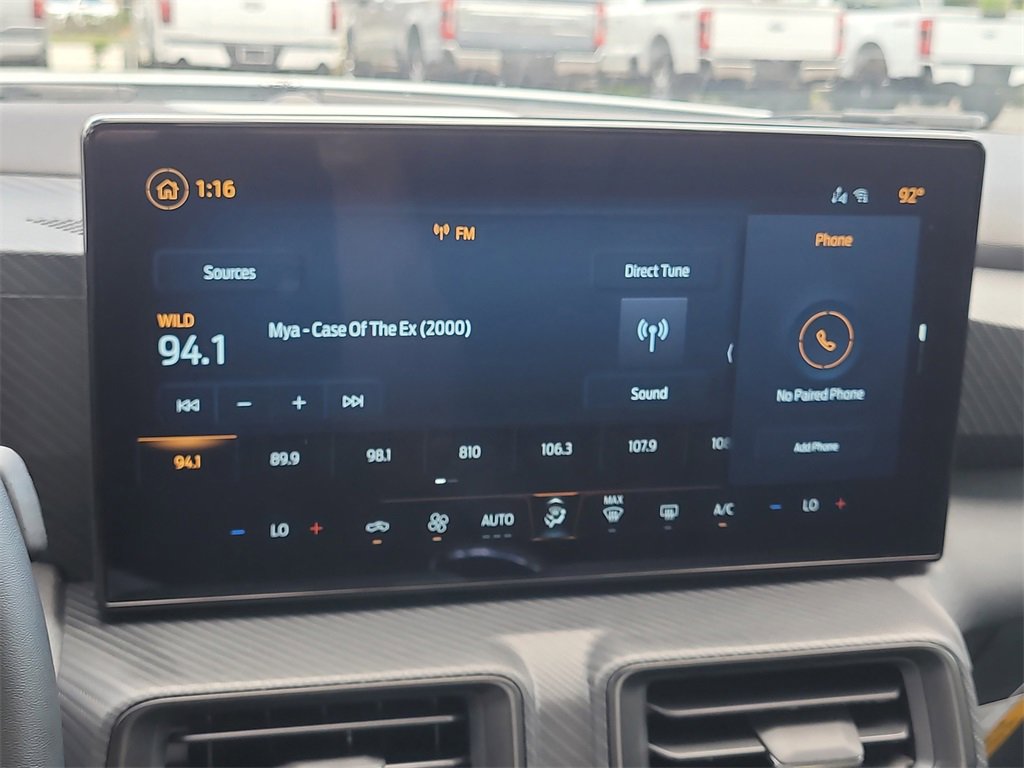 1:16
92°
FM
Phone
Sources
Direct Tune
WILD
94.1
Mya - Case Of The Ex (2000)
Sound
No Paired Phone
Add Phone
94.1 89.9 98.1 810 106.3 107.9 108
LO AUTO MAX A/C LO